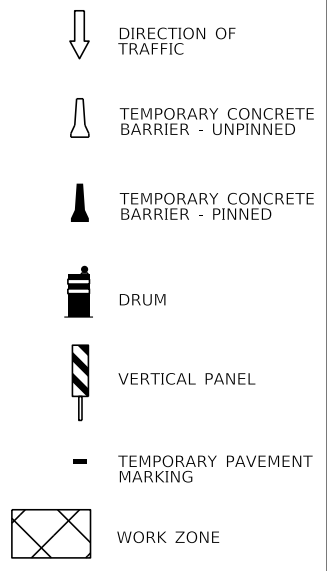 DIRECTION OF
TRAFFIC
TEMPORARY CONCRETE
BARRIER - UNPINNED
TEMPORARY CONCRETE
BARRIER - PINNED
DRUM
VERTICAL PANEL
TEMPORARY PAVEMENT
MARKING
WORK ZONE